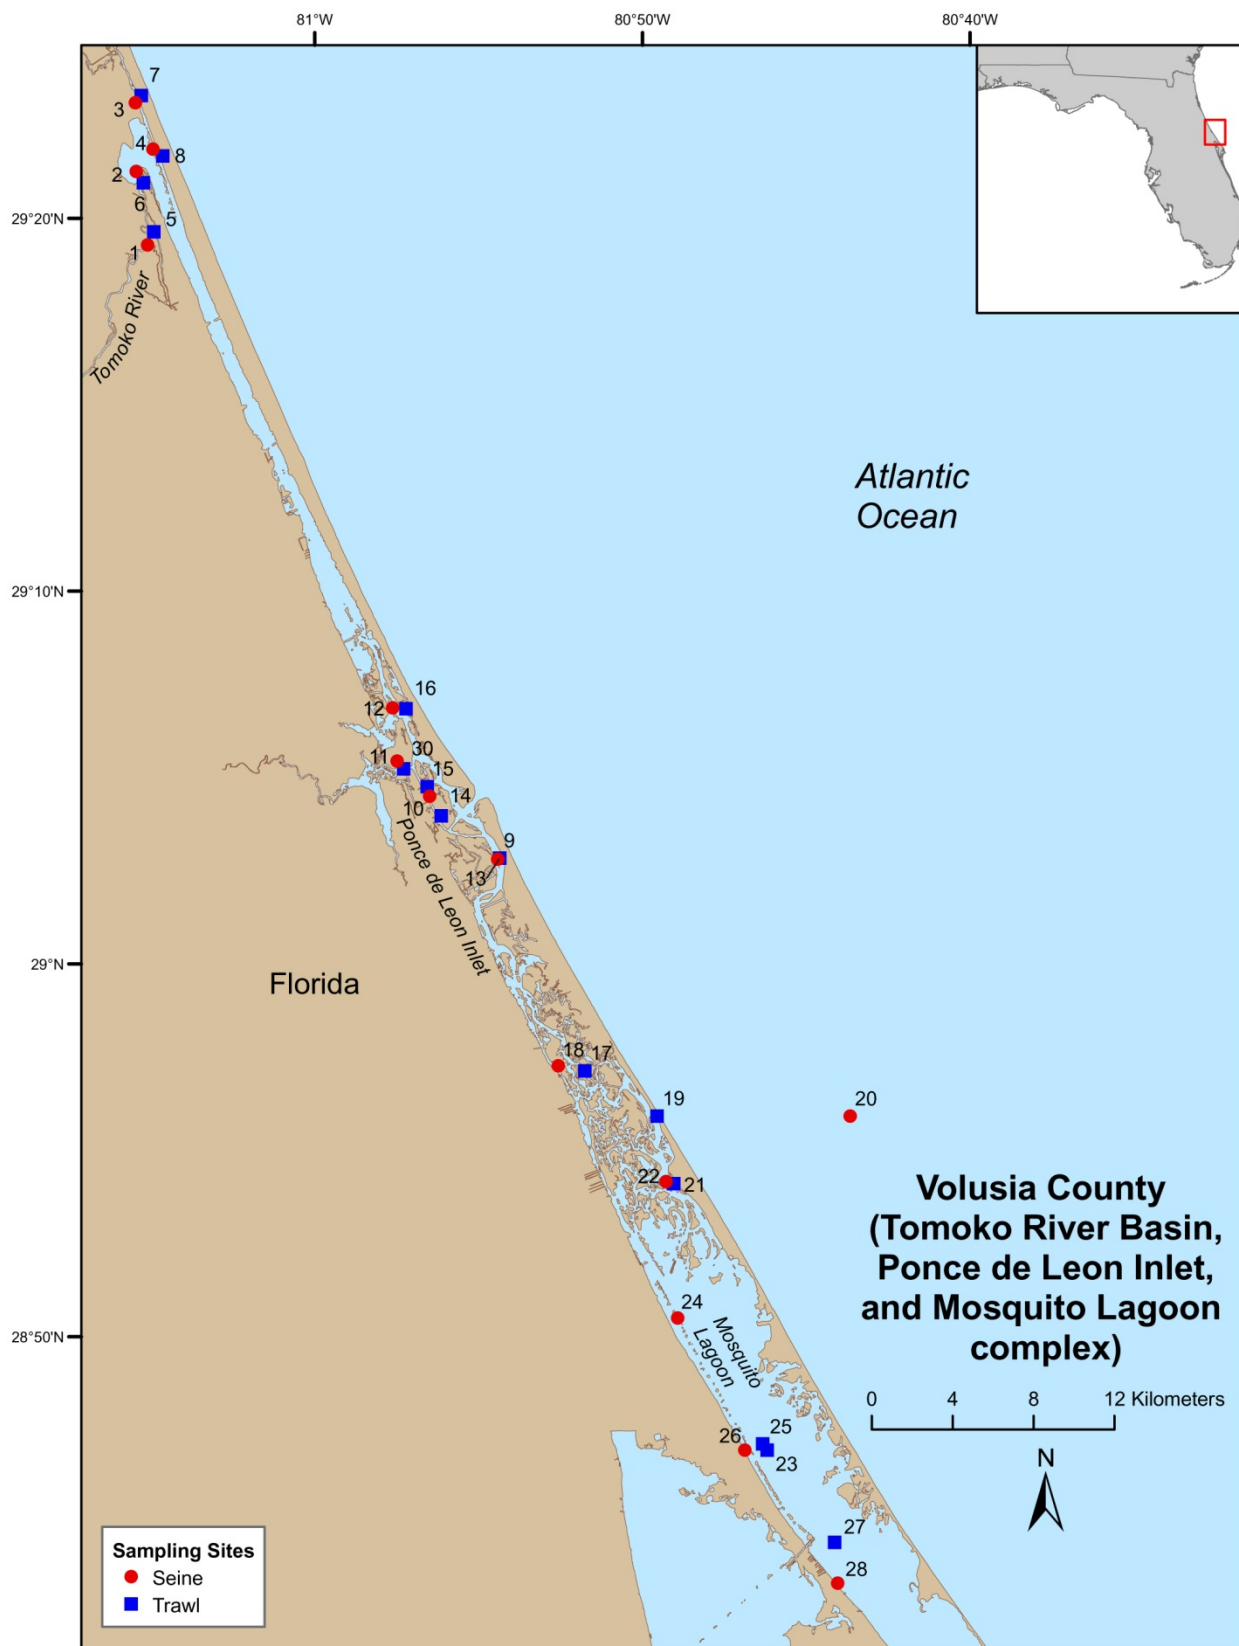 81°W
80°50'W
80°40'W
7
3
4
8
2
6
5
29°20'N
1
Tomoko River
Atlantic
Ocean
29°10'N
16
12
11
30
15
10
14
9
13
Ponce de Leon Inlet
29°N
Florida
18
17
19
20
22
21
Volusia County
(Tomoko River Basin,
Ponce de Leon Inlet,
and Mosquito Lagoon
complex)
24
28°50'N
Mosquito
Lagoon
0 4 8 12 Kilometers
25
26
23
N
27
28
Sampling Sites
Seine
Trawl